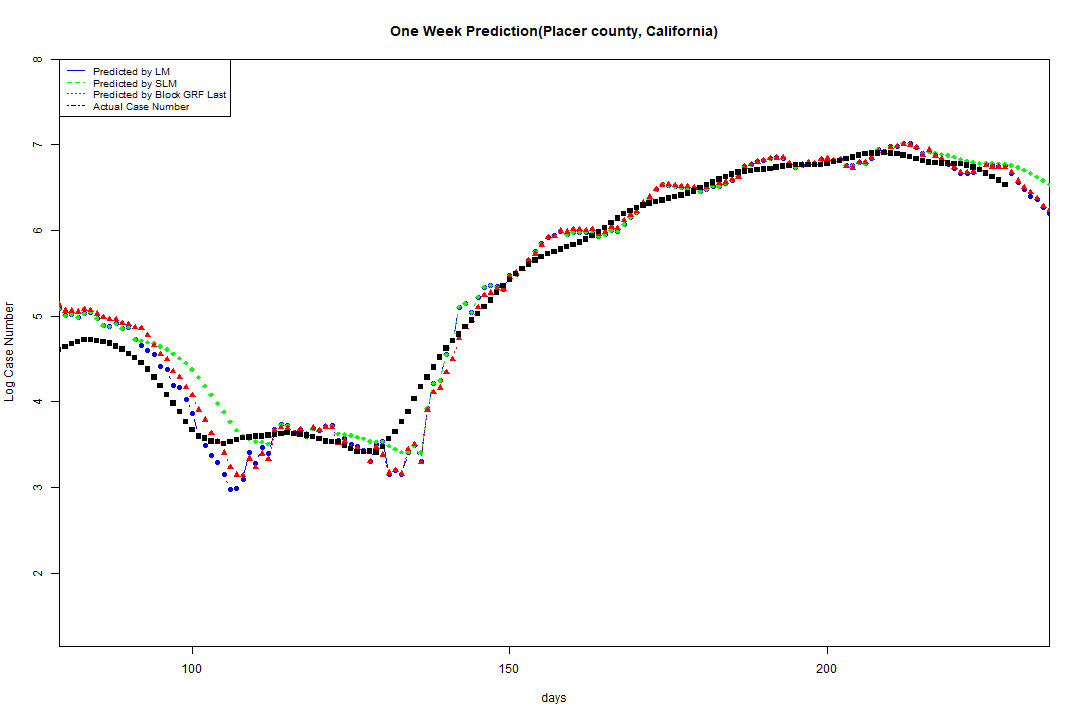 One Week Prediction(Placer county, California)
Predicted by LM
Predicted by SLM
Predicted by Block GRF Last
Actual Case Number
8
7
6
5
4
3
2
Log Case Number
100 150 200
days